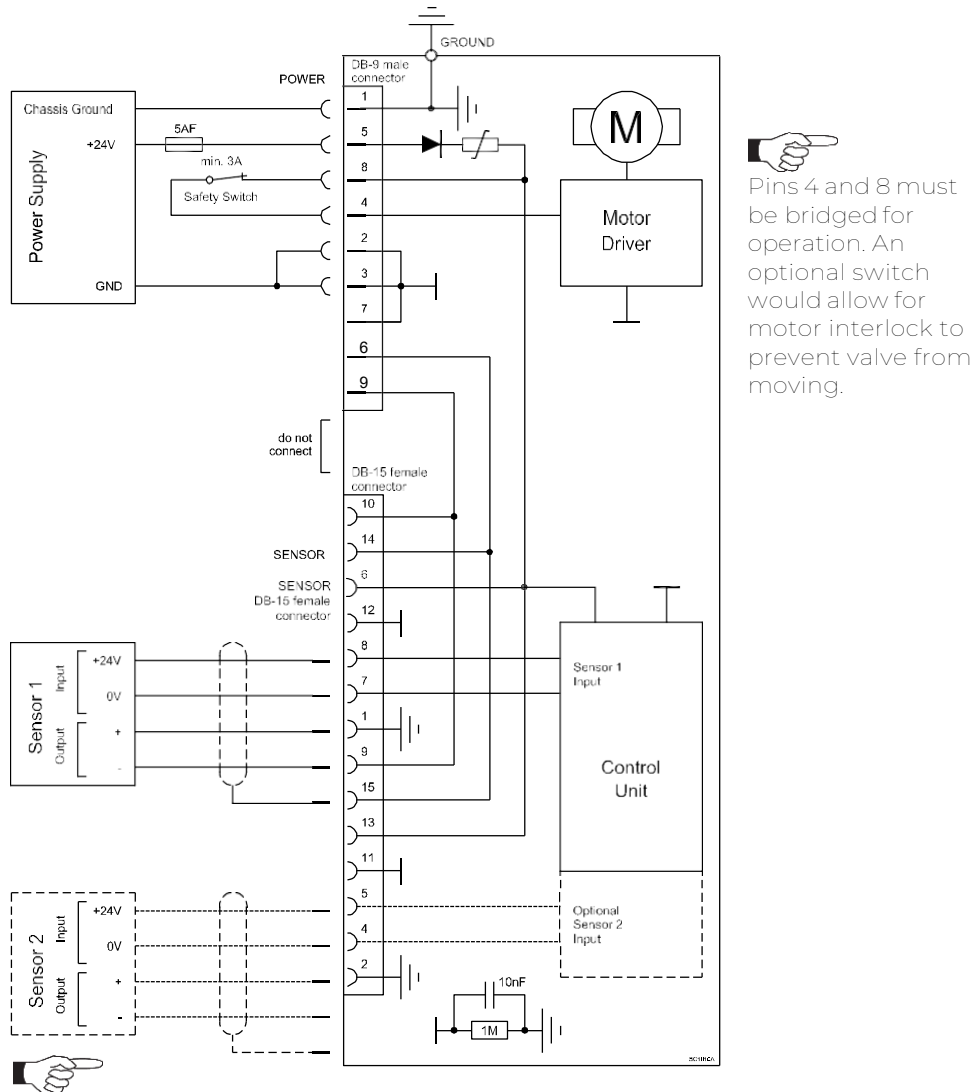 GROUND
DB-9 male
connector
POWER
Chassis Ground
+24V
5AF
min. 3A
Safety Switch
GND
Power Supply
1
5
8
4
2
3
7
6
9
M
Motor
Driver
Pins 4 and 8 must
be bridged for
operation. An
optional switch
would allow for
motor interlock to
prevent valve from
moving.
do not
connect
DB-15 female
connector
10
14
6
12
8
7
1
9
15
13
11
5
4
2
SENSOR
SENSOR
DB-15 female
connector
Sensor 1
Input
Output
+24V
0V
+
-
Sensor 1
Input
Control
Unit
Optional
Sensor 2
Input
Sensor 2
Input
Output
+24V
0V
+
-
10nF
1M